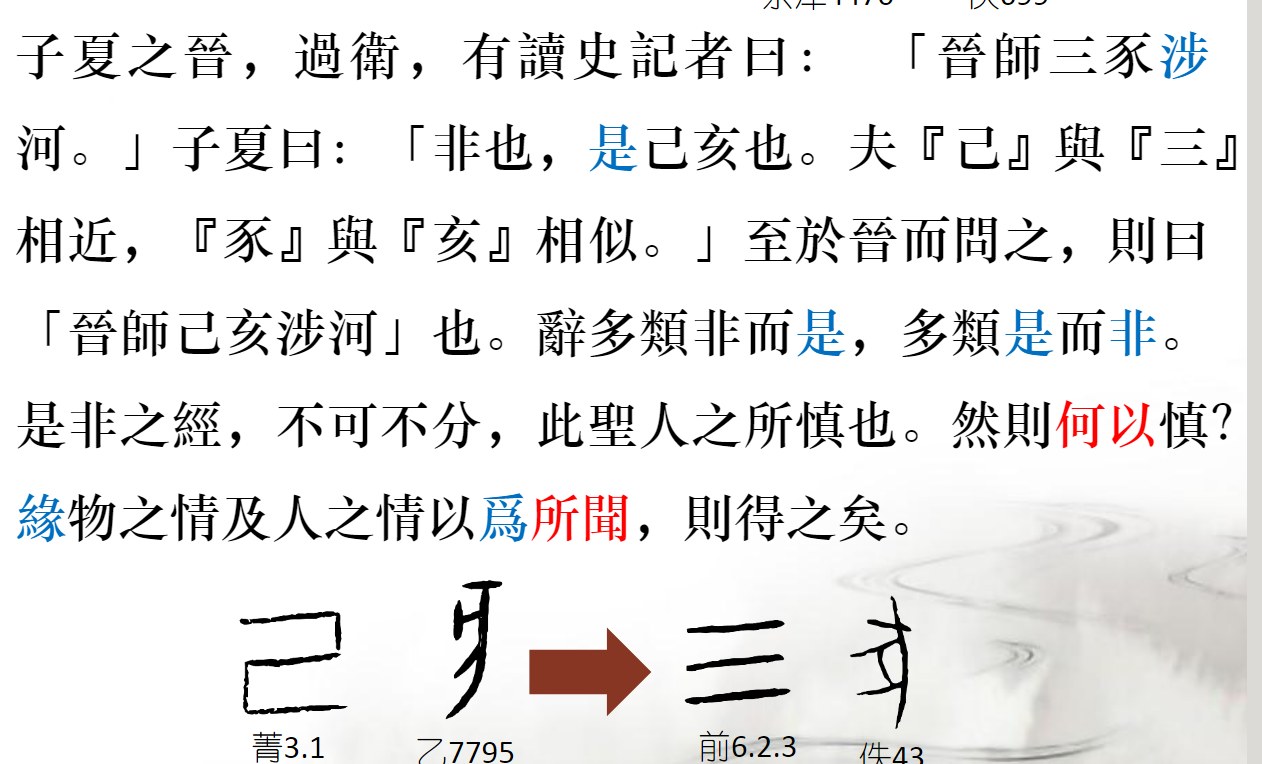 子夏之晉，過衛，有讀史記者曰：「晉師三豕涉
河。」子夏曰：「非也，是己亥也。夫『己』與『三』
相近，『豕』與『亥』相似。」至於晉而問之，則曰
「晉師己亥涉河」也。辭多類非而是，多類是而非。
是非之經，不可不分，此聖人之所慎也。然則何以慎？
緣物之情及人之情以爲所聞，則得之矣。
菁3.1 乙7795 前6.2.3 佚43